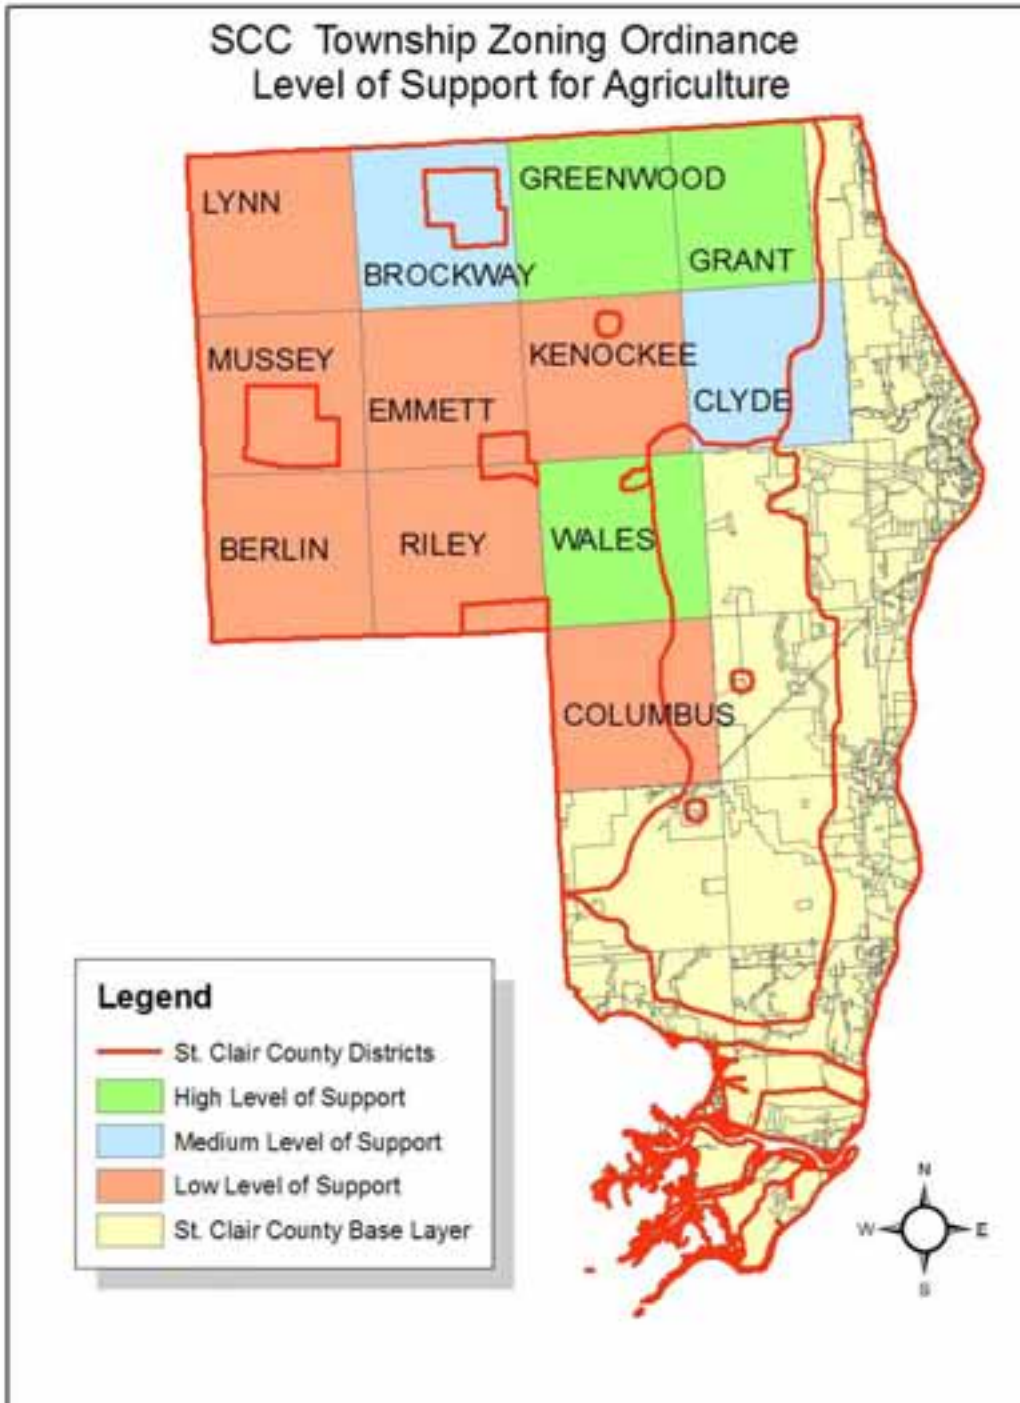 SCC Township Zoning Ordinance
Level of Support for Agriculture
LYNN
GREENWOOD
BROCKWAY
GRANT
MUSSEY
KENOCKEE
EMMETT
CLYDE
BERLIN
RILEY
WALES
COLUMBUS
Legend
St. Clair County Districts
High Level of Support
Medium Level of Support
Low Level of Support
St. Clair County Base Layer
N
W
E
S